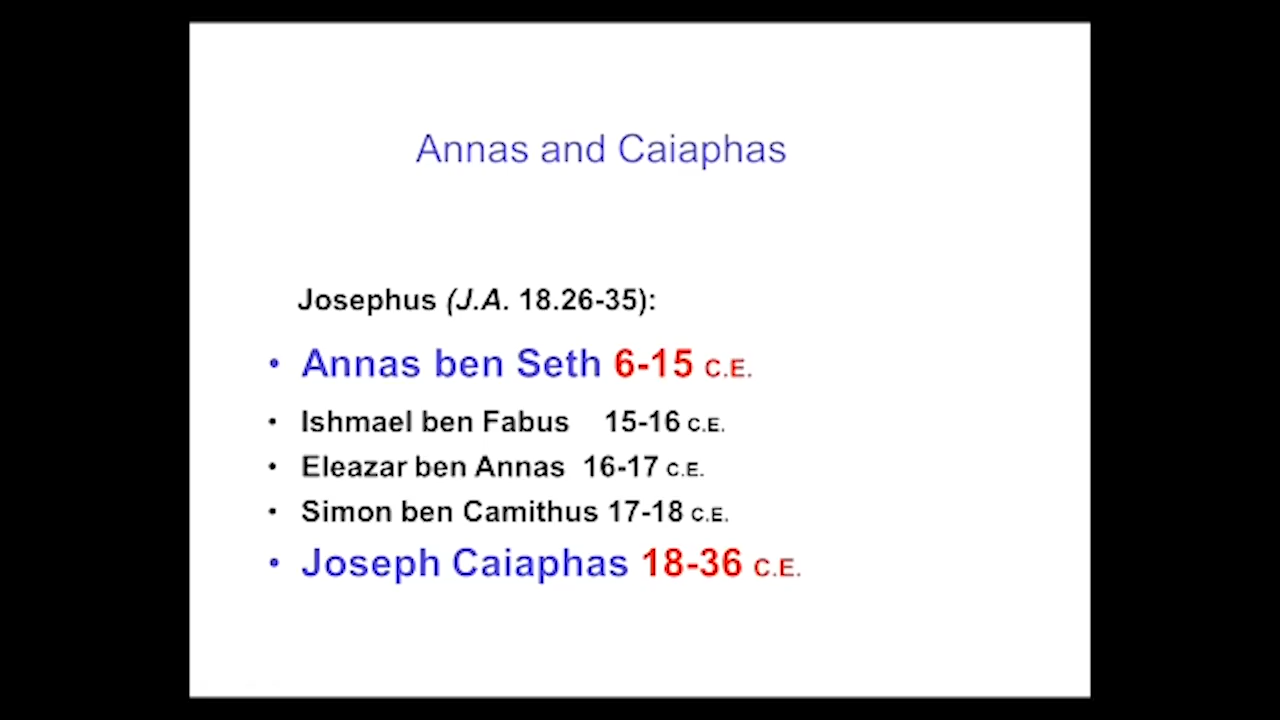 Annas and Caiaphas
Josephus (J.A. 18.26-35):
• Annas ben Seth 6-15 C.E.
• Ishmael ben Fabus 15-16 C.E.
• Eleazar ben Annas 16-17 C.E.
• Simon ben Camithus 17-18 C.E.
• Joseph Caiaphas 18-36 C.E.